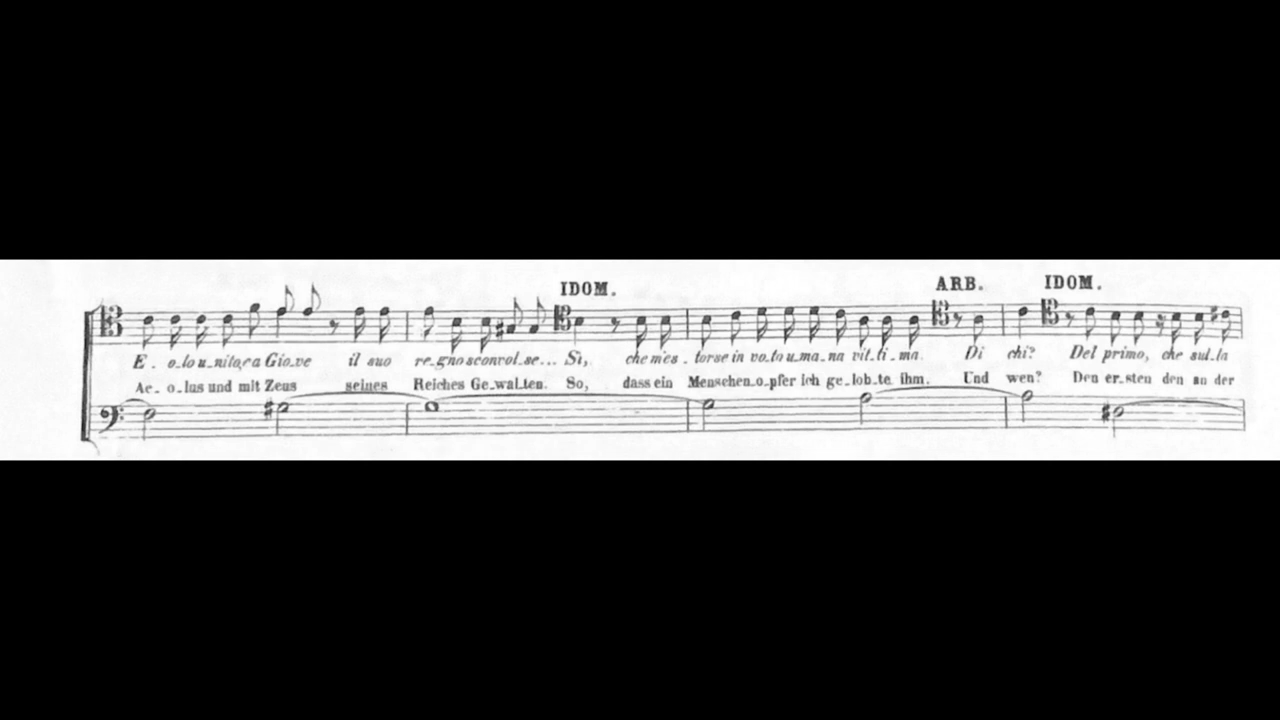 IDOM. ARB. IDOM.
E - o-lo u-nito, e a Gio-ve il suo re-gno sconvol-se... Sì, che m'es-torse in vo-to u-ma-na vit-ti-ma. Di chi? Del primo, che sul-la
Ae-o-lus und mit Zeus seines Reiches Ge-wal-ten. So, dass ein Menschen-o-pfer ich ge-lob-te ihm. Und wen? Den er-sten den an der